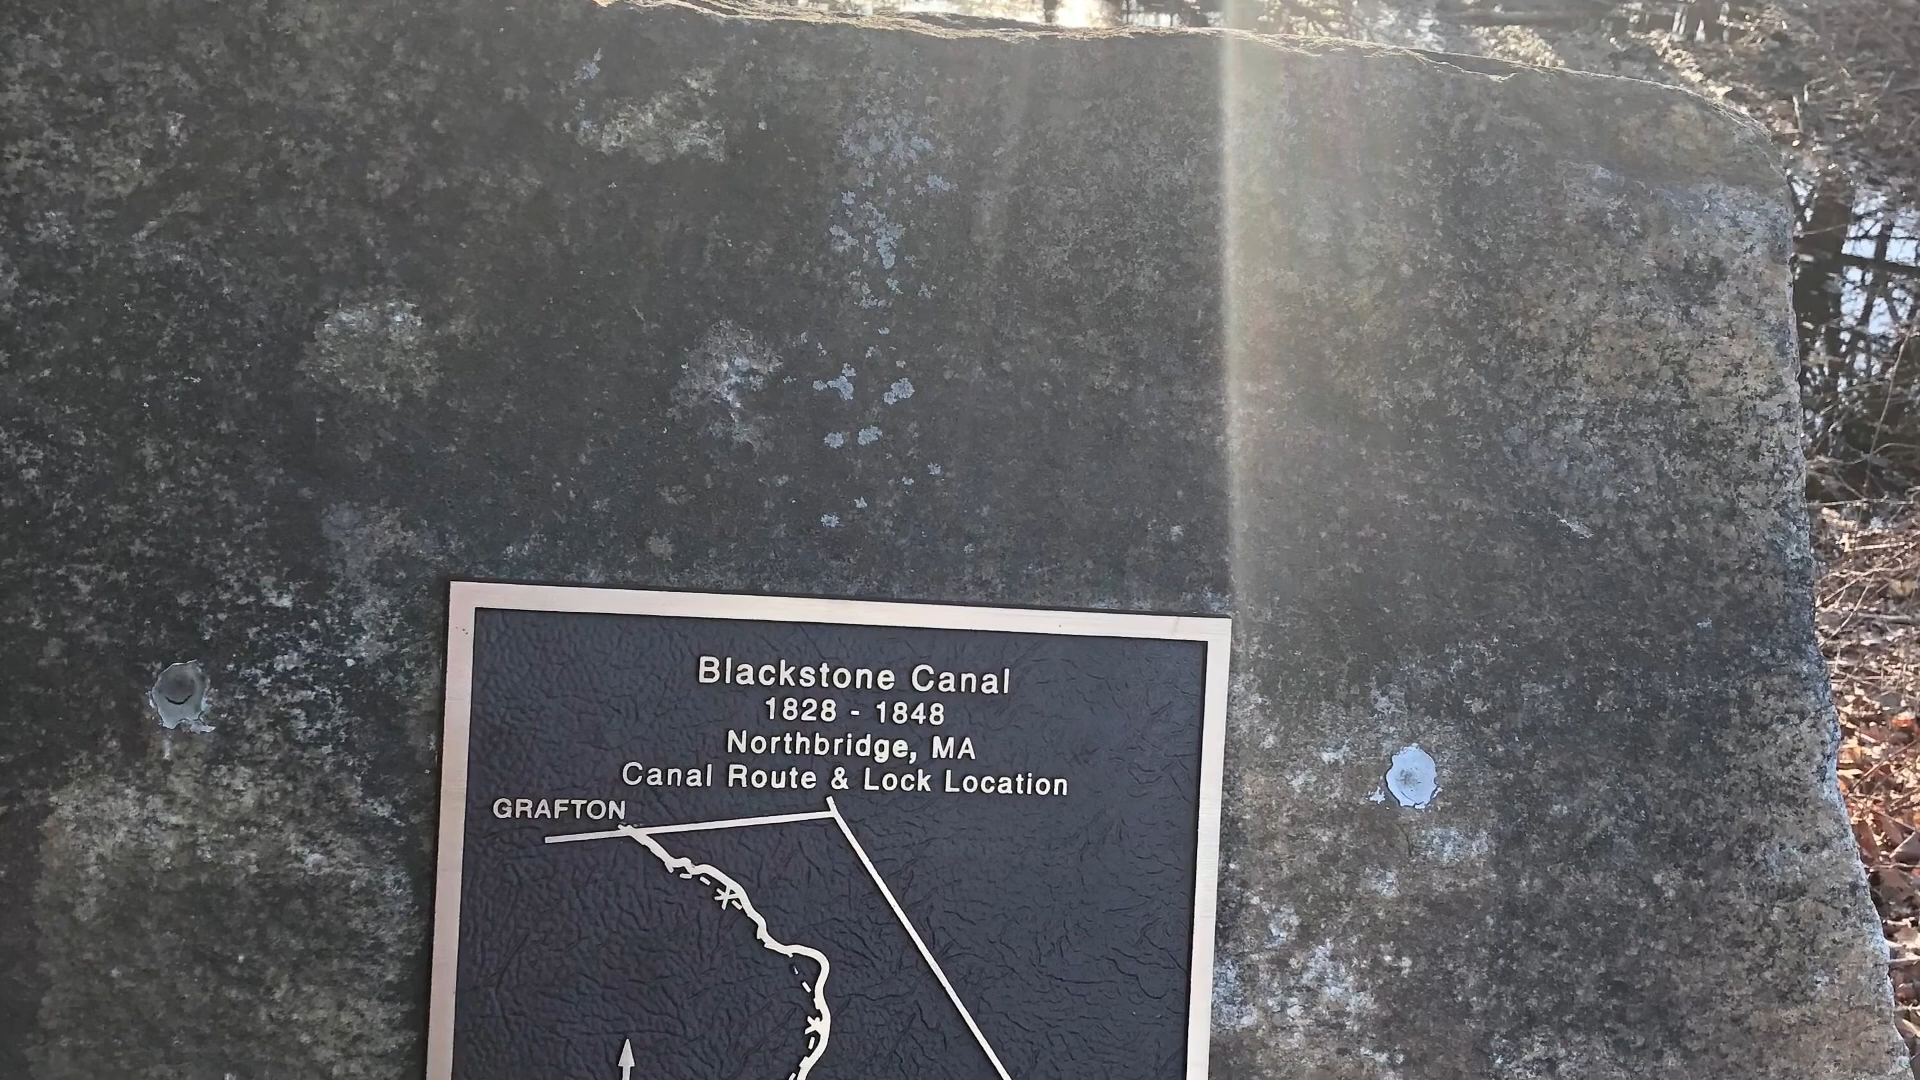 Blackstone Canal
1828 - 1848
Northbridge, MA
Canal Route & Lock Location
GRAFTON